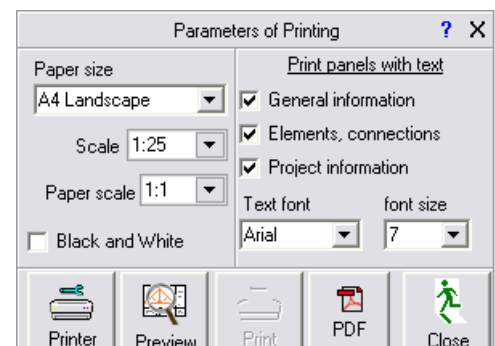 Parameters of Printing ? X
Paper size
A4 Landscape
Scale 1:25
Paper scale 1:1
Black and White
Print panels with text
General information
Elements, connections
Project information
Text font font size
Arial 7
Printer Preview Print PDF Close